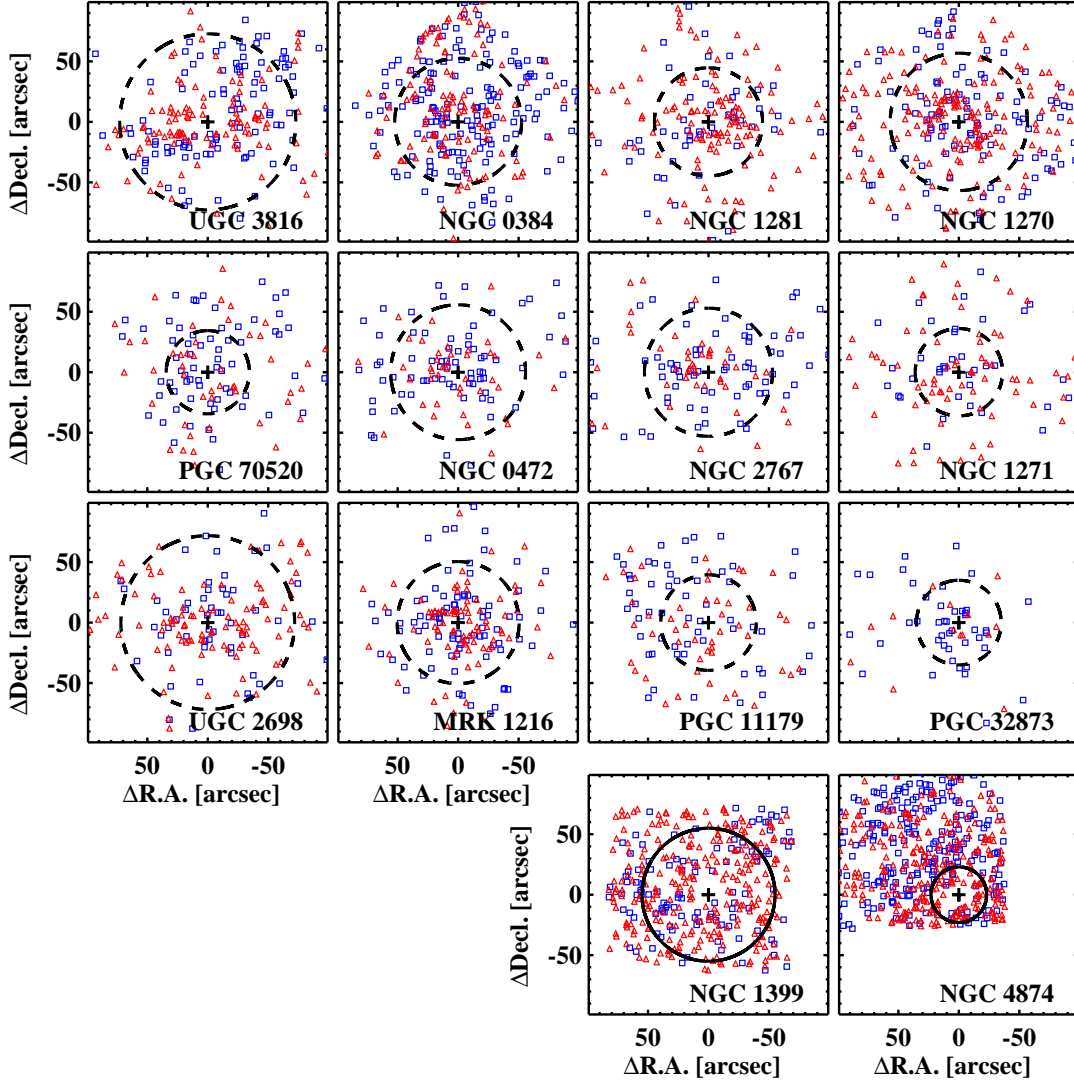 ΔDecl. [arcsec]
50
0
-50
UGC 3816
NGC 0384
NGC 1281
NGC 1270
ΔDecl. [arcsec]
50
0
-50
PGC 70520
NGC 0472
NGC 2767
NGC 1271
ΔDecl. [arcsec]
50
0
-50
UGC 2698
MRK 1216
PGC 11179
PGC 32873
50 0 -50
50 0 -50
ΔR.A. [arcsec]
ΔR.A. [arcsec]
ΔDecl. [arcsec]
50
0
-50
NGC 1399
NGC 4874
50 0 -50
50 0 -50
ΔR.A. [arcsec]
ΔR.A. [arcsec]